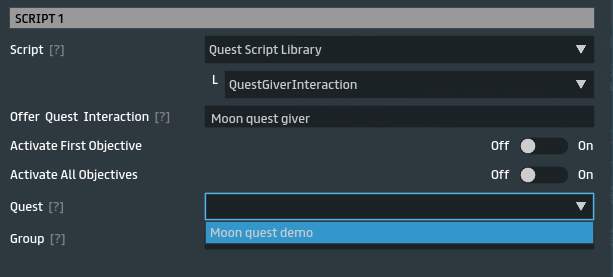 SCRIPT 1
Script [?] Quest Script Library
L QuestGiverInteraction
Offer Quest Interaction [?] Moon quest giver
Activate First Objective Off On
Activate All Objectives Off On
Quest [?]
Moon quest demo
Group [?]